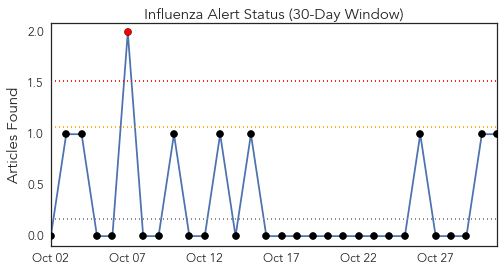 Influenza Alert Status (30-Day Window)
Articles Found
2.0
1.5
1.0
0.5
0.0
Oct 02 Oct 07 Oct 12 Oct 17 Oct 22 Oct 27